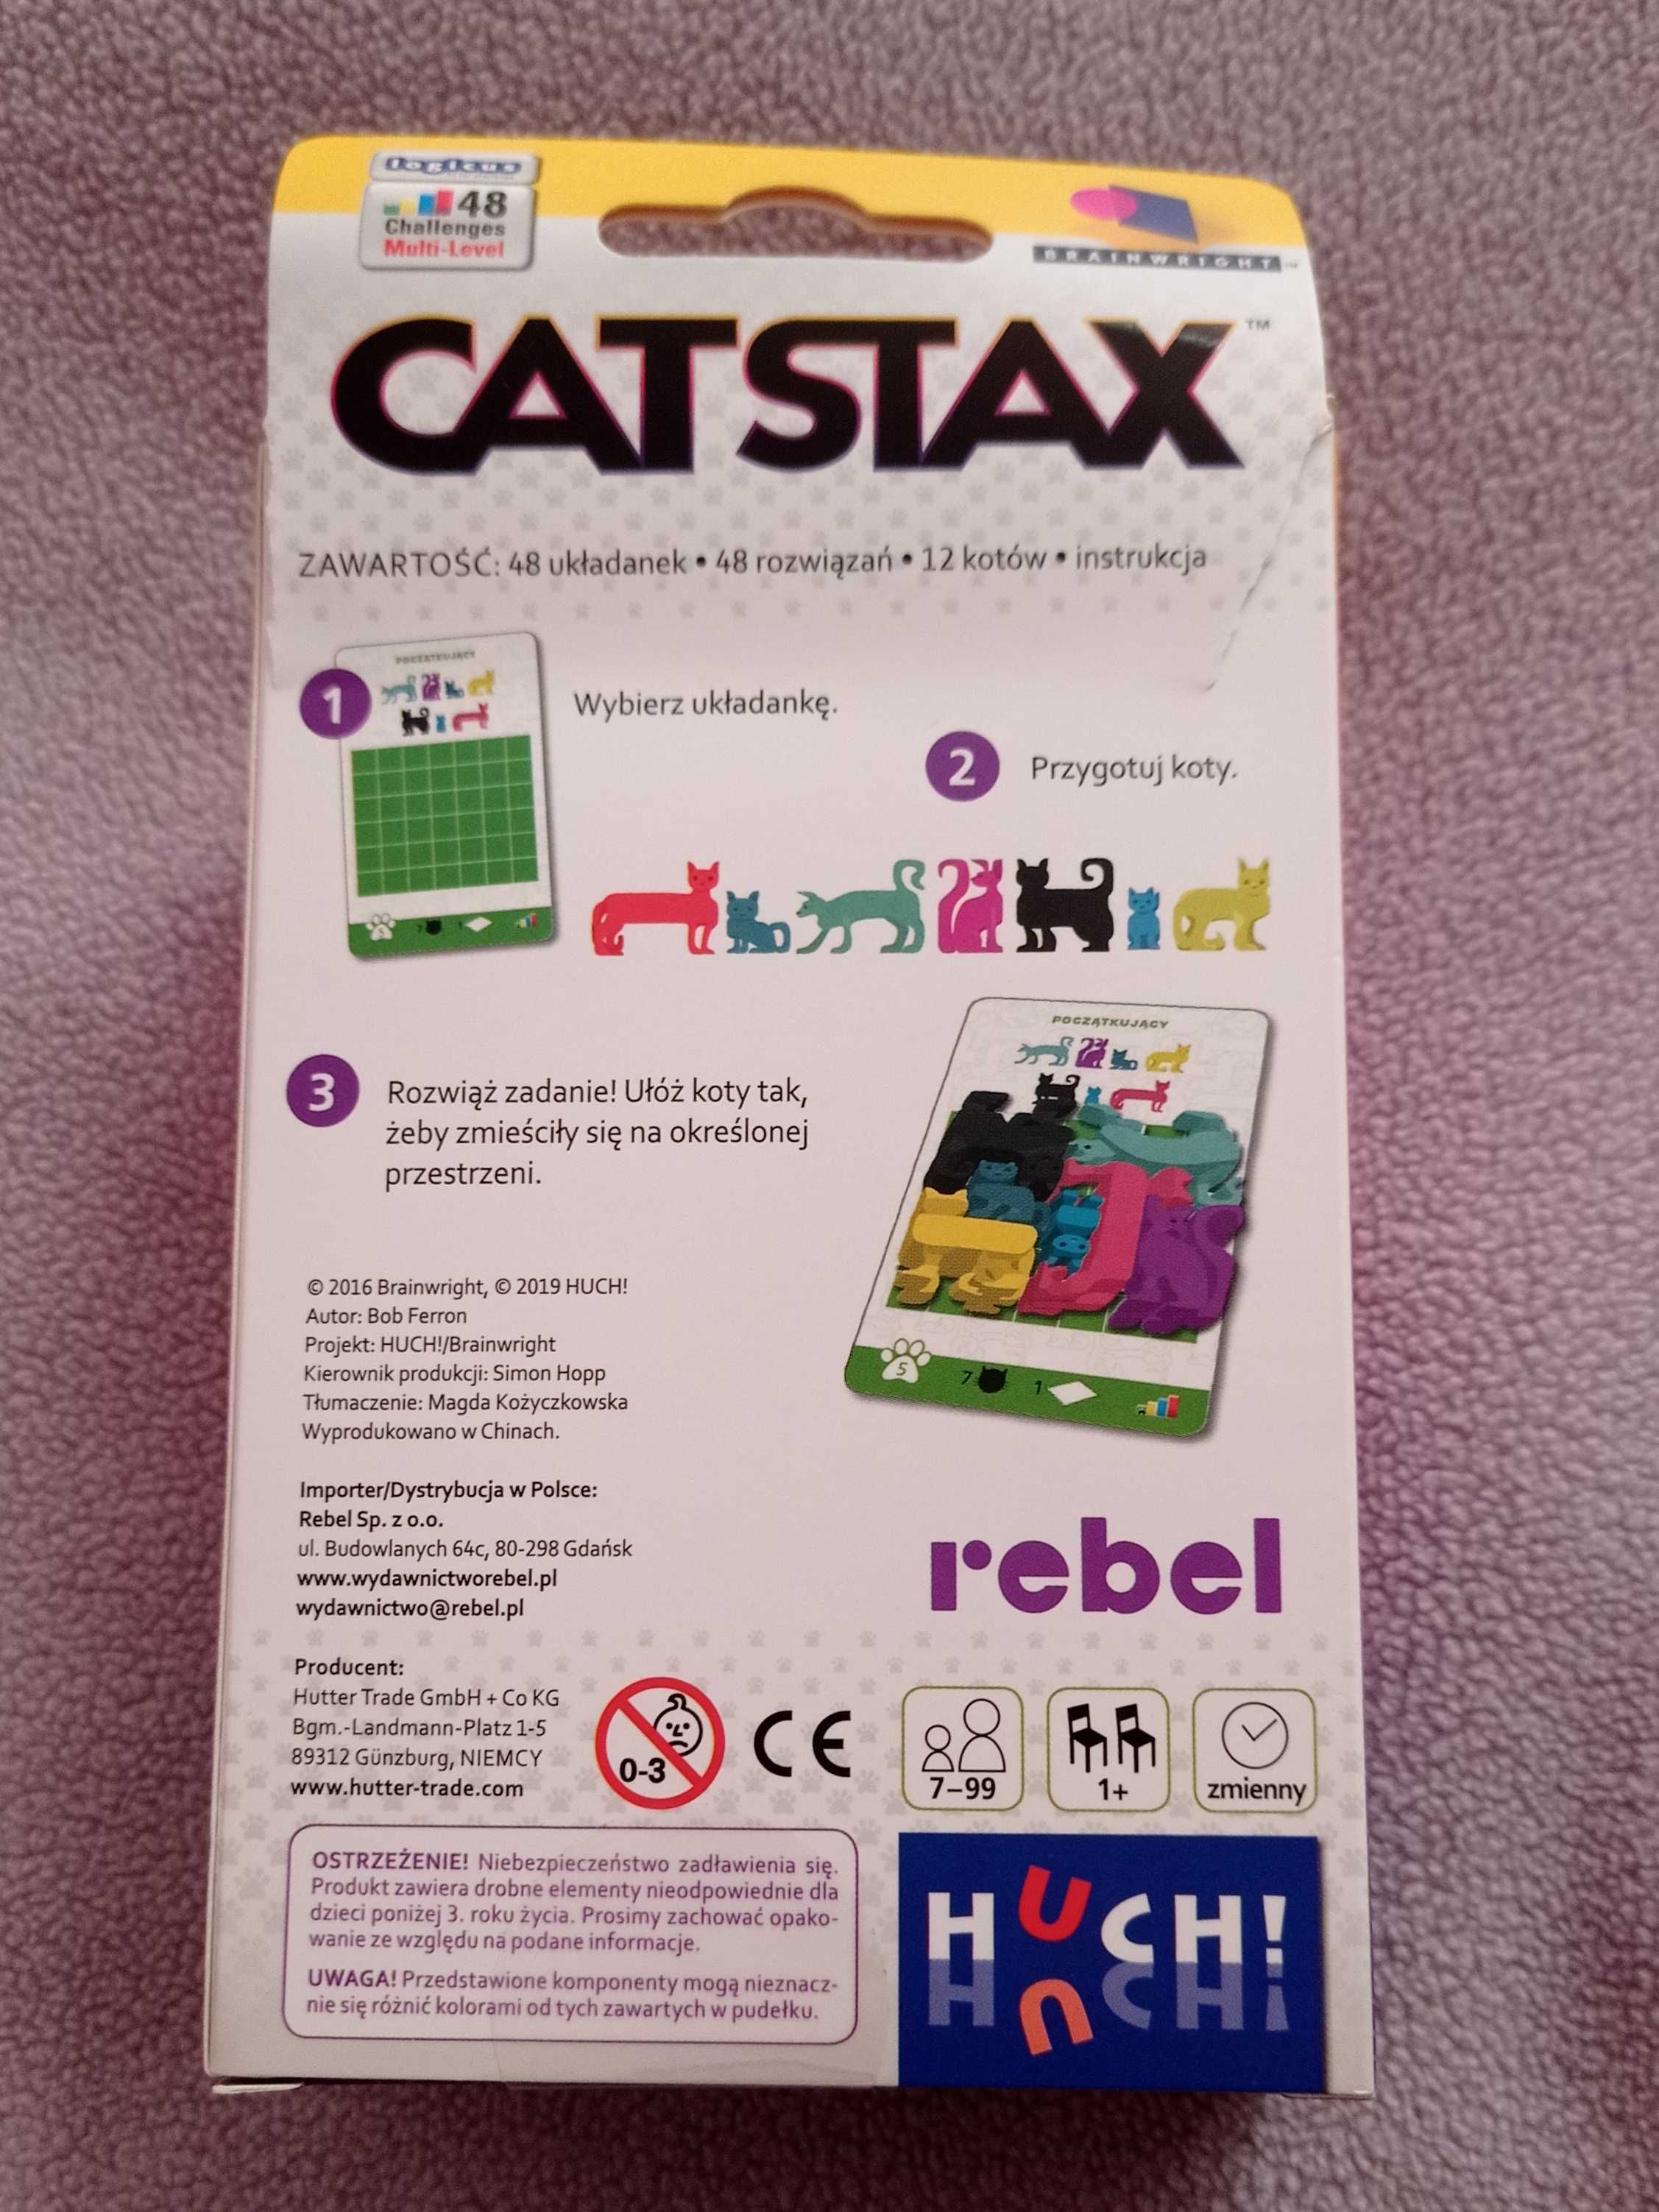 logicus
48
Challenges
Multi-Level
BRAINWRIGHT™
CATSTAX™
ZAWARTOŚĆ: 48 układanek • 48 rozwiązań • 12 kotów • instrukcja
POCZĄTKUJĄCY
1
Wybierz układankę.
5
7
1
2
Przygotuj koty.
3
Rozwiąż zadanie! Ułóż koty tak,
żeby zmieściły się na określonej
przestrzeni.
POCZĄTKUJĄCY
5
7
1
© 2016 Brainwright, © 2019 HUCH!
Autor: Bob Ferron
Projekt: HUCH!/Brainwright
Kierownik produkcji: Simon Hopp
Tłumaczenie: Magda Kożyczkowska
Wyprodukowano w Chinach.
Importer/Dystrybucja w Polsce:
Rebel Sp. z o.o.
ul. Budowlanych 64c, 80-298 Gdańsk
www.wydawnictworebel.pl
wydawnictwo@rebel.pl
rebel
Producent:
Hutter Trade GmbH + Co KG
Bgm.-Landmann-Platz 1-5
89312 Günzburg, NIEMCY
www.hutter-trade.com
0-3
CE
7–99
1+
zmienny
OSTRZEŻENIE! Niebezpieczeństwo zadławienia się.
Produkt zawiera drobne elementy nieodpowiednie dla
dzieci poniżej 3. roku życia. Prosimy zachować opako-
wanie ze względu na podane informacje.
UWAGA! Przedstawione komponenty mogą nieznacz-
nie się różnić kolorami od tych zawartych w pudełku.
HUCH!